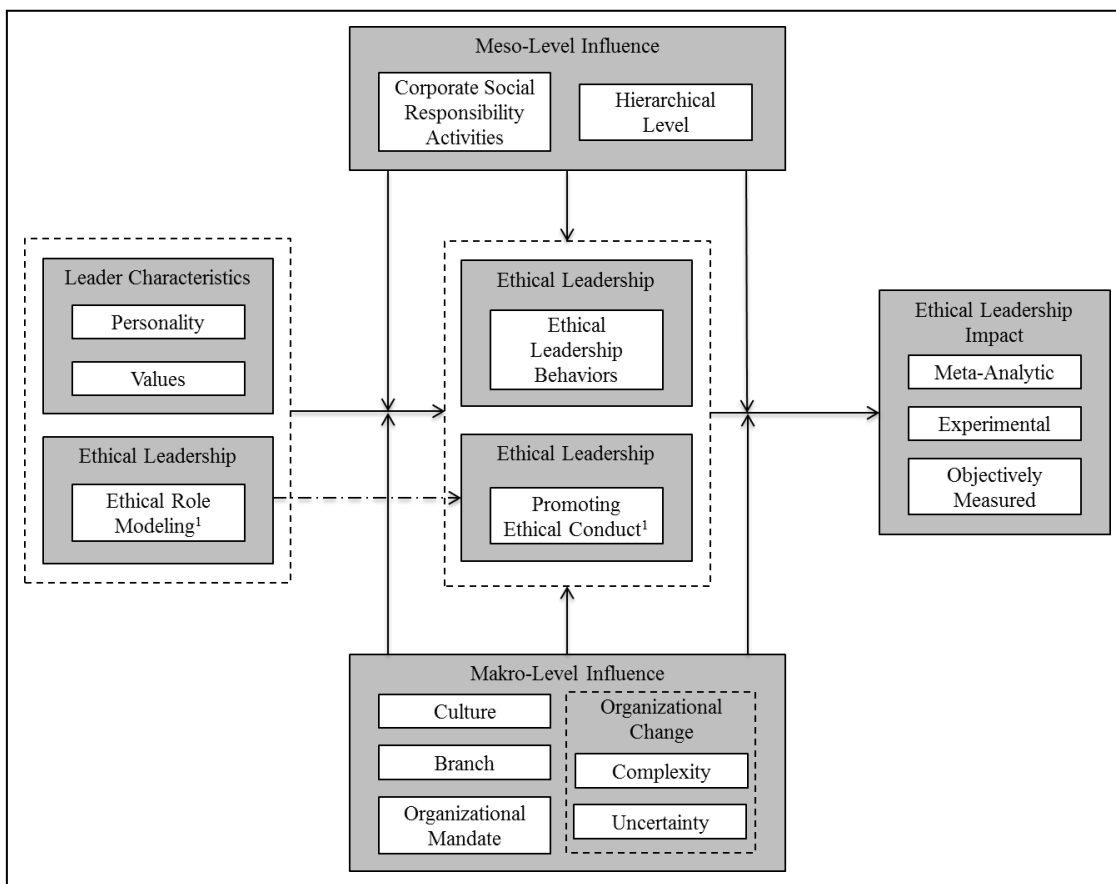 Meso-Level Influence
Corporate Social
Responsibility
Activities
Hierarchical
Level
Leader Characteristics
Personality
Values
Ethical Leadership
Ethical Role
Modeling¹
Ethical Leadership
Ethical
Leadership
Behaviors
Ethical Leadership
Promoting
Ethical Conduct¹
Ethical Leadership
Impact
Meta-Analytic
Experimental
Objectively
Measured
Makro-Level Influence
Culture
Branch
Organizational
Mandate
Organizational
Change
Complexity
Uncertainty